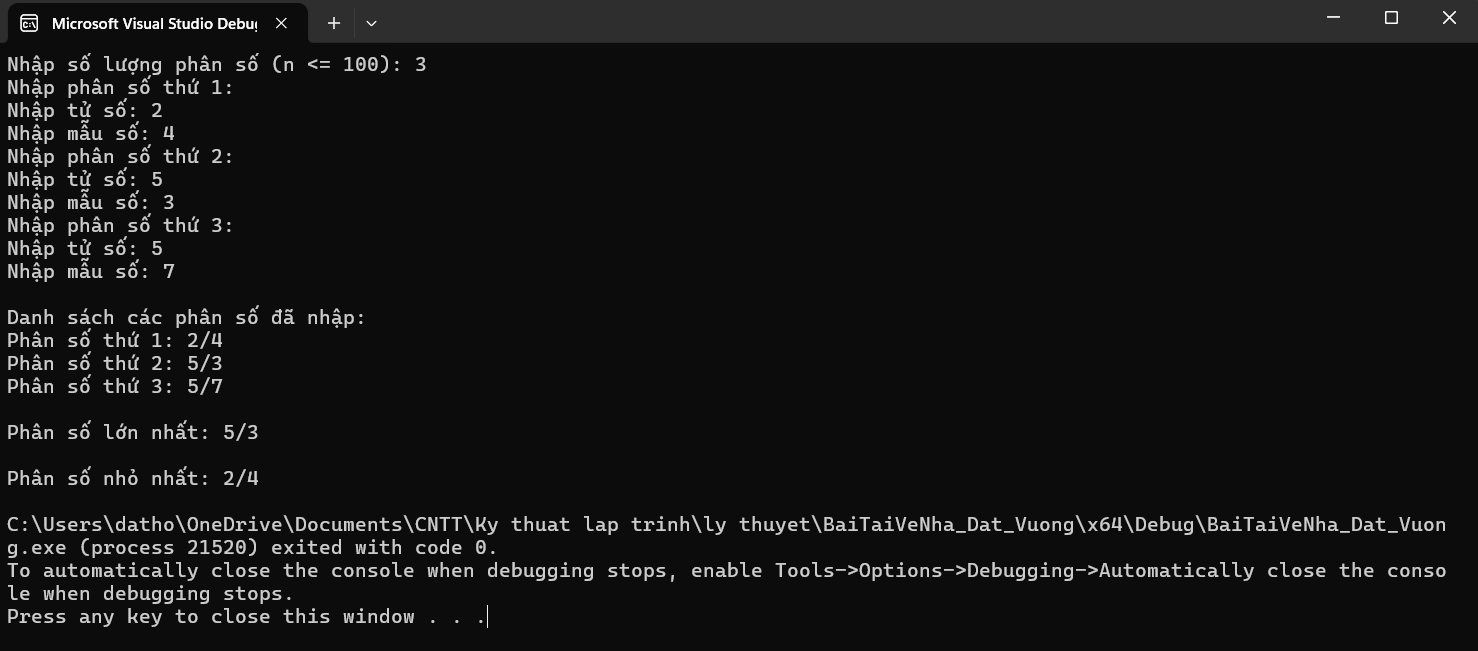 Microsoft Visual Studio Debu
Nhập số lượng phân số (n <= 100): 3
Nhập phân số thứ 1:
Nhập tử số: 2
Nhập mẫu số: 4
Nhập phân số thứ 2:
Nhập tử số: 5
Nhập mẫu số: 3
Nhập phân số thứ 3:
Nhập tử số: 5
Nhập mẫu số: 7
Danh sách các phân số đã nhập:
Phân số thứ 1: 2/4
Phân số thứ 2: 5/3
Phân số thứ 3: 5/7
Phân số lớn nhất: 5/3
Phân số nhỏ nhất: 2/4
C:\Users\datho\OneDrive\Documents\CNTT\Ky thuat lap trinh\ly thuyet\BaiTaiVeNha_Dat_Vuong\x64\Debug\BaiTaiVeNha_Dat_Vuon
g.exe (process 21520) exited with code 0.
To automatically close the console when debugging stops, enable Tools->Options->Debugging->Automatically close the conso
le when debugging stops.
Press any key to close this window . . .